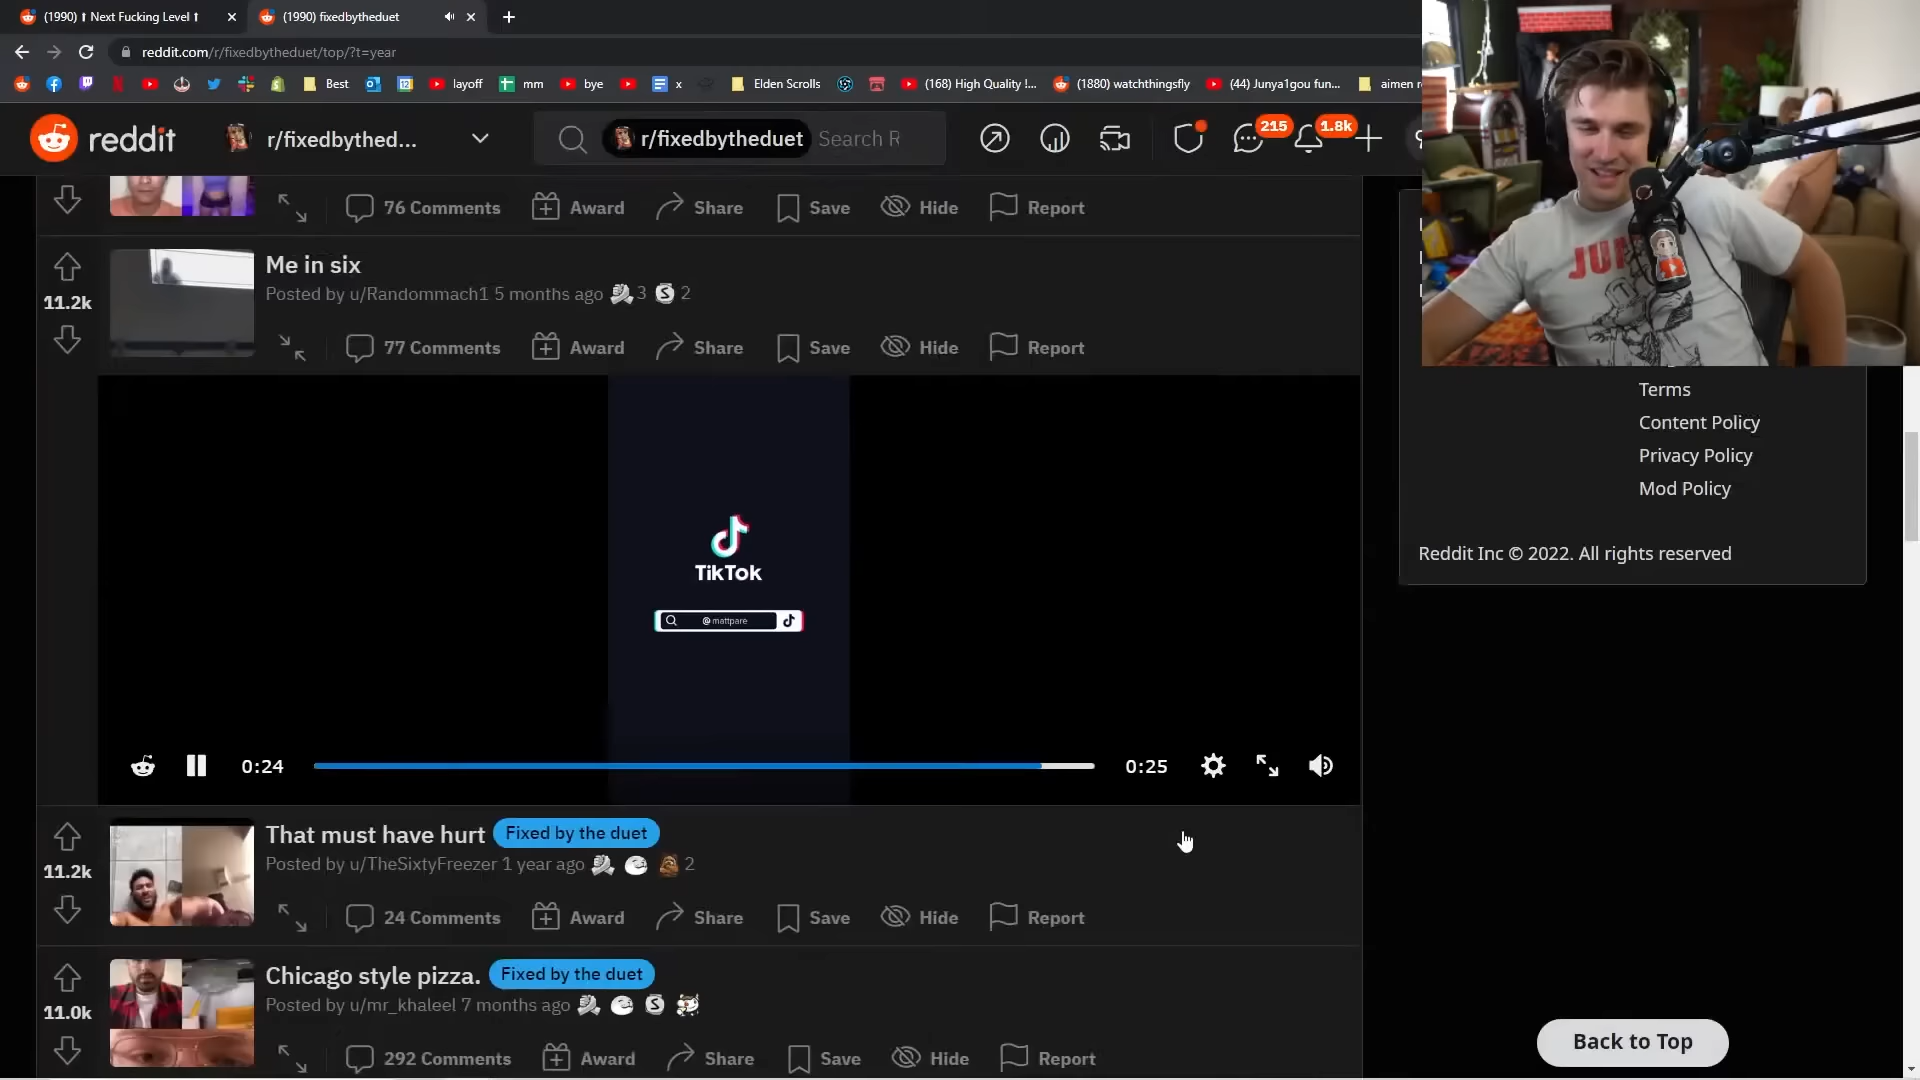 (1990) ⬆ Next Fucking Level ⬆
(1990) fixedbytheduet
reddit.com/r/fixedbytheduet/top/?t=year
Best
12
layoff
mm
bye
x
Elden Scrolls
(168) High Quality !...
(1880) watchthingsfly
(44) Junya1gou fun...
aimen r
reddit
r/fixedbythed...
r/fixedbytheduet
Search R
215
1.8k
76 Comments
Award
Share
Save
Hide
Report
11.2k
Me in six
Posted by u/Randommach1 5 months ago 3 2
77 Comments
Award
Share
Save
Hide
Report
TikTok
@mattpare
0:24
0:25
11.2k
That must have hurt
Fixed by the duet
Posted by u/TheSixtyFreezer 1 year ago 2
24 Comments
Award
Share
Save
Hide
Report
11.0k
Chicago style pizza.
Fixed by the duet
Posted by u/mr_khaleel 7 months ago
292 Comments
Award
Share
Save
Hide
Report
Terms
Content Policy
Privacy Policy
Mod Policy
Reddit Inc © 2022. All rights reserved
Back to Top